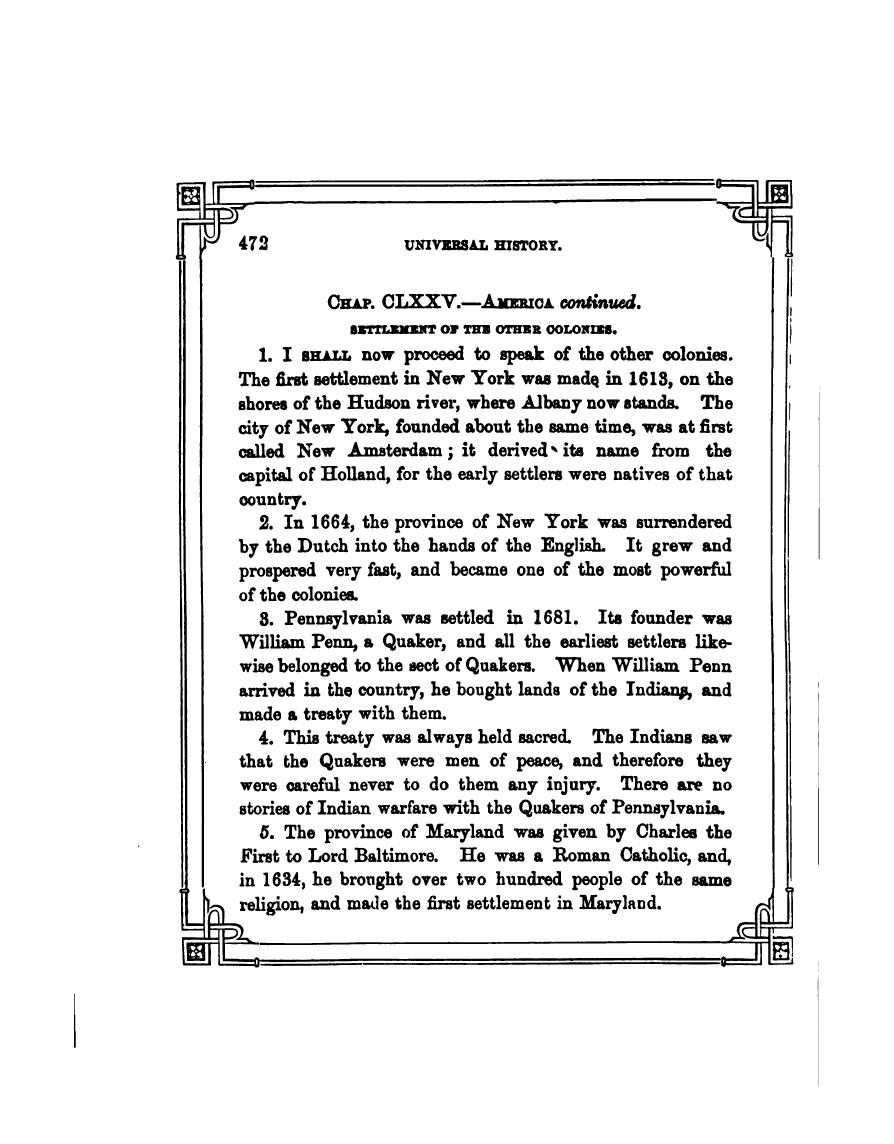 472 UNIVERSAL HISTORY.
CHAP. CLXXV.—AMERICA continued.
SETTLEMENT OF THE OTHER COLONIES.
1. I SHALL now proceed to speak of the other colonies.
The first settlement in New York was made in 1613, on the
shores of the Hudson river, where Albany now stands. The
city of New York, founded about the same time, was at first
called New Amsterdam; it derived its name from the
capital of Holland, for the early settlers were natives of that
country.
2. In 1664, the province of New York was surrendered
by the Dutch into the hands of the English. It grew and
prospered very fast, and became one of the most powerful
of the colonies.
3. Pennsylvania was settled in 1681. Its founder was
William Penn, a Quaker, and all the earliest settlers like-
wise belonged to the sect of Quakers. When William Penn
arrived in the country, he bought lands of the Indians, and
made a treaty with them.
4. This treaty was always held sacred. The Indians saw
that the Quakers were men of peace, and therefore they
were careful never to do them any injury. There are no
stories of Indian warfare with the Quakers of Pennsylvania.
5. The province of Maryland was given by Charles the
First to Lord Baltimore. He was a Roman Catholic, and,
in 1634, he brought over two hundred people of the same
religion, and made the first settlement in Maryland.